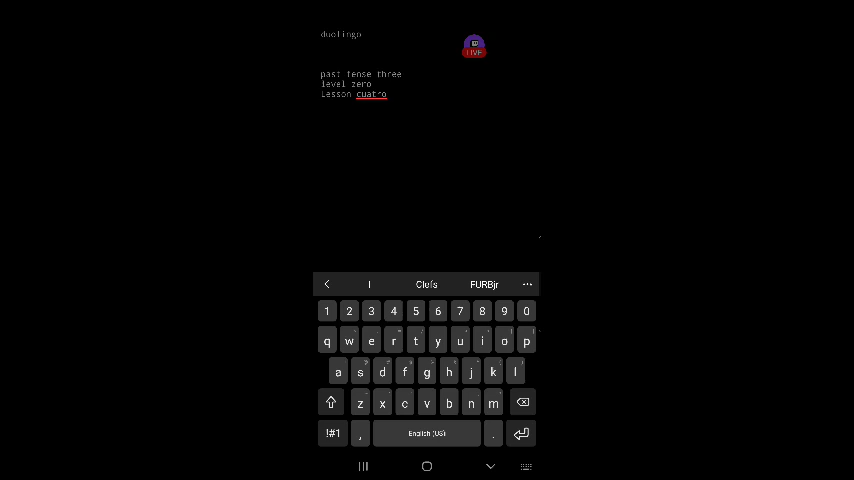 duolingo
LIVE
past tense three
level zero
Lesson cuatro
I Clefs FURBjr
1 2 3 4 5 6 7 8 9 0
q w e r t y u i o p
a s d f g h j k l
z x c v b n m
!#1 , English (US) .